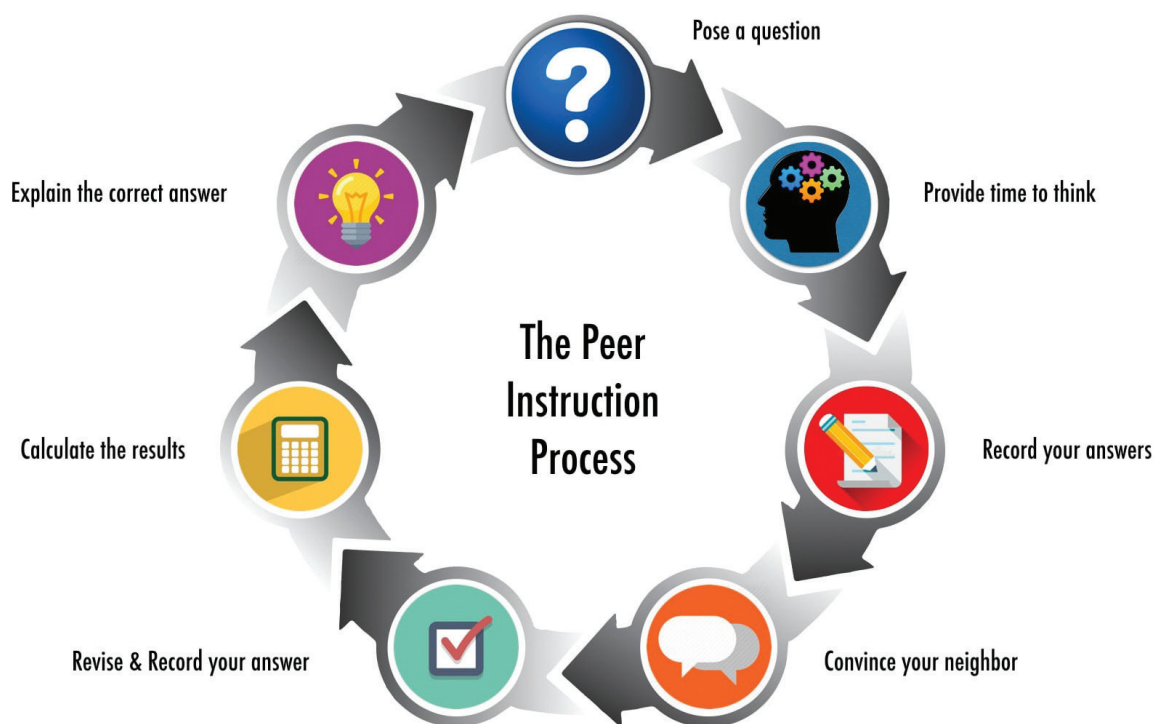 Pose a question
Explain the correct answer
Provide time to think
The Peer
Instruction
Process
Calculate the results
Record your answers
Revise & Record your answer
Convince your neighbor